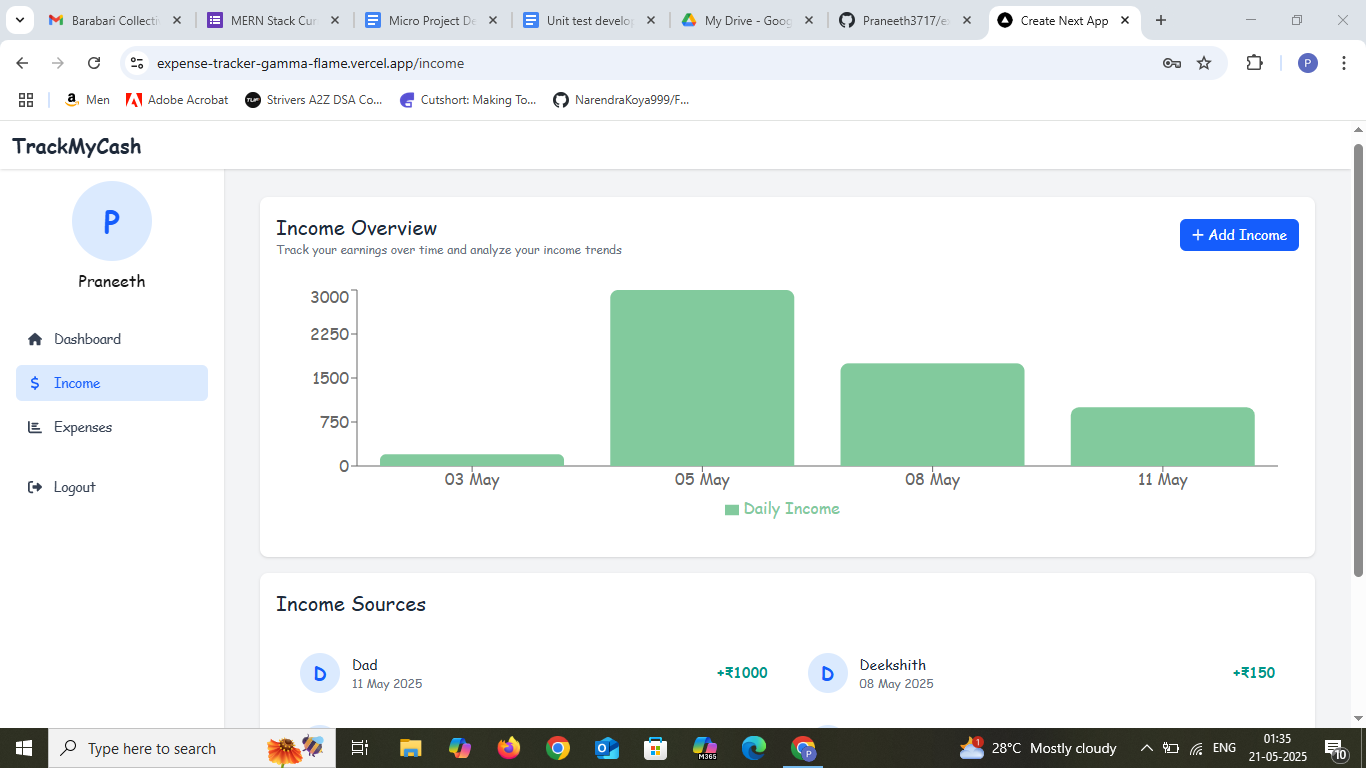 Barabari Collecti
MERN Stack Cur
Micro Project De
Unit test develop
My Drive - Goog
Praneeth3717/e
Create Next App
expense-tracker-gamma-flame.vercel.app/income
P
Men
Adobe Acrobat
Strivers A2Z DSA Co...
Cutshort: Making To...
NarendraKoya999/F...
TrackMyCash
P
Praneeth
Dashboard
Income
Expenses
Logout
Income Overview
Track your earnings over time and analyze your income trends
+ Add Income
3000
2250
1500
750
0
03 May
05 May
08 May
11 May
Daily Income
Income Sources
D
Dad
11 May 2025
+₹1000
D
Deekshith
08 May 2025
+₹150
Type here to search
M365
P
1
28°C Mostly cloudy
ENG
01:35
21-05-2025
10